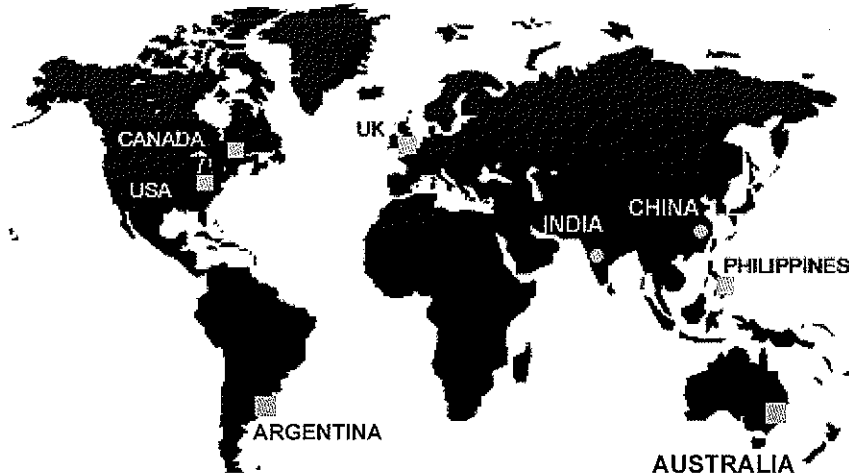 UK
CANADA
USA
INDIA
CHINA
PHILIPPINES
ARGENTINA
AUSTRALIA